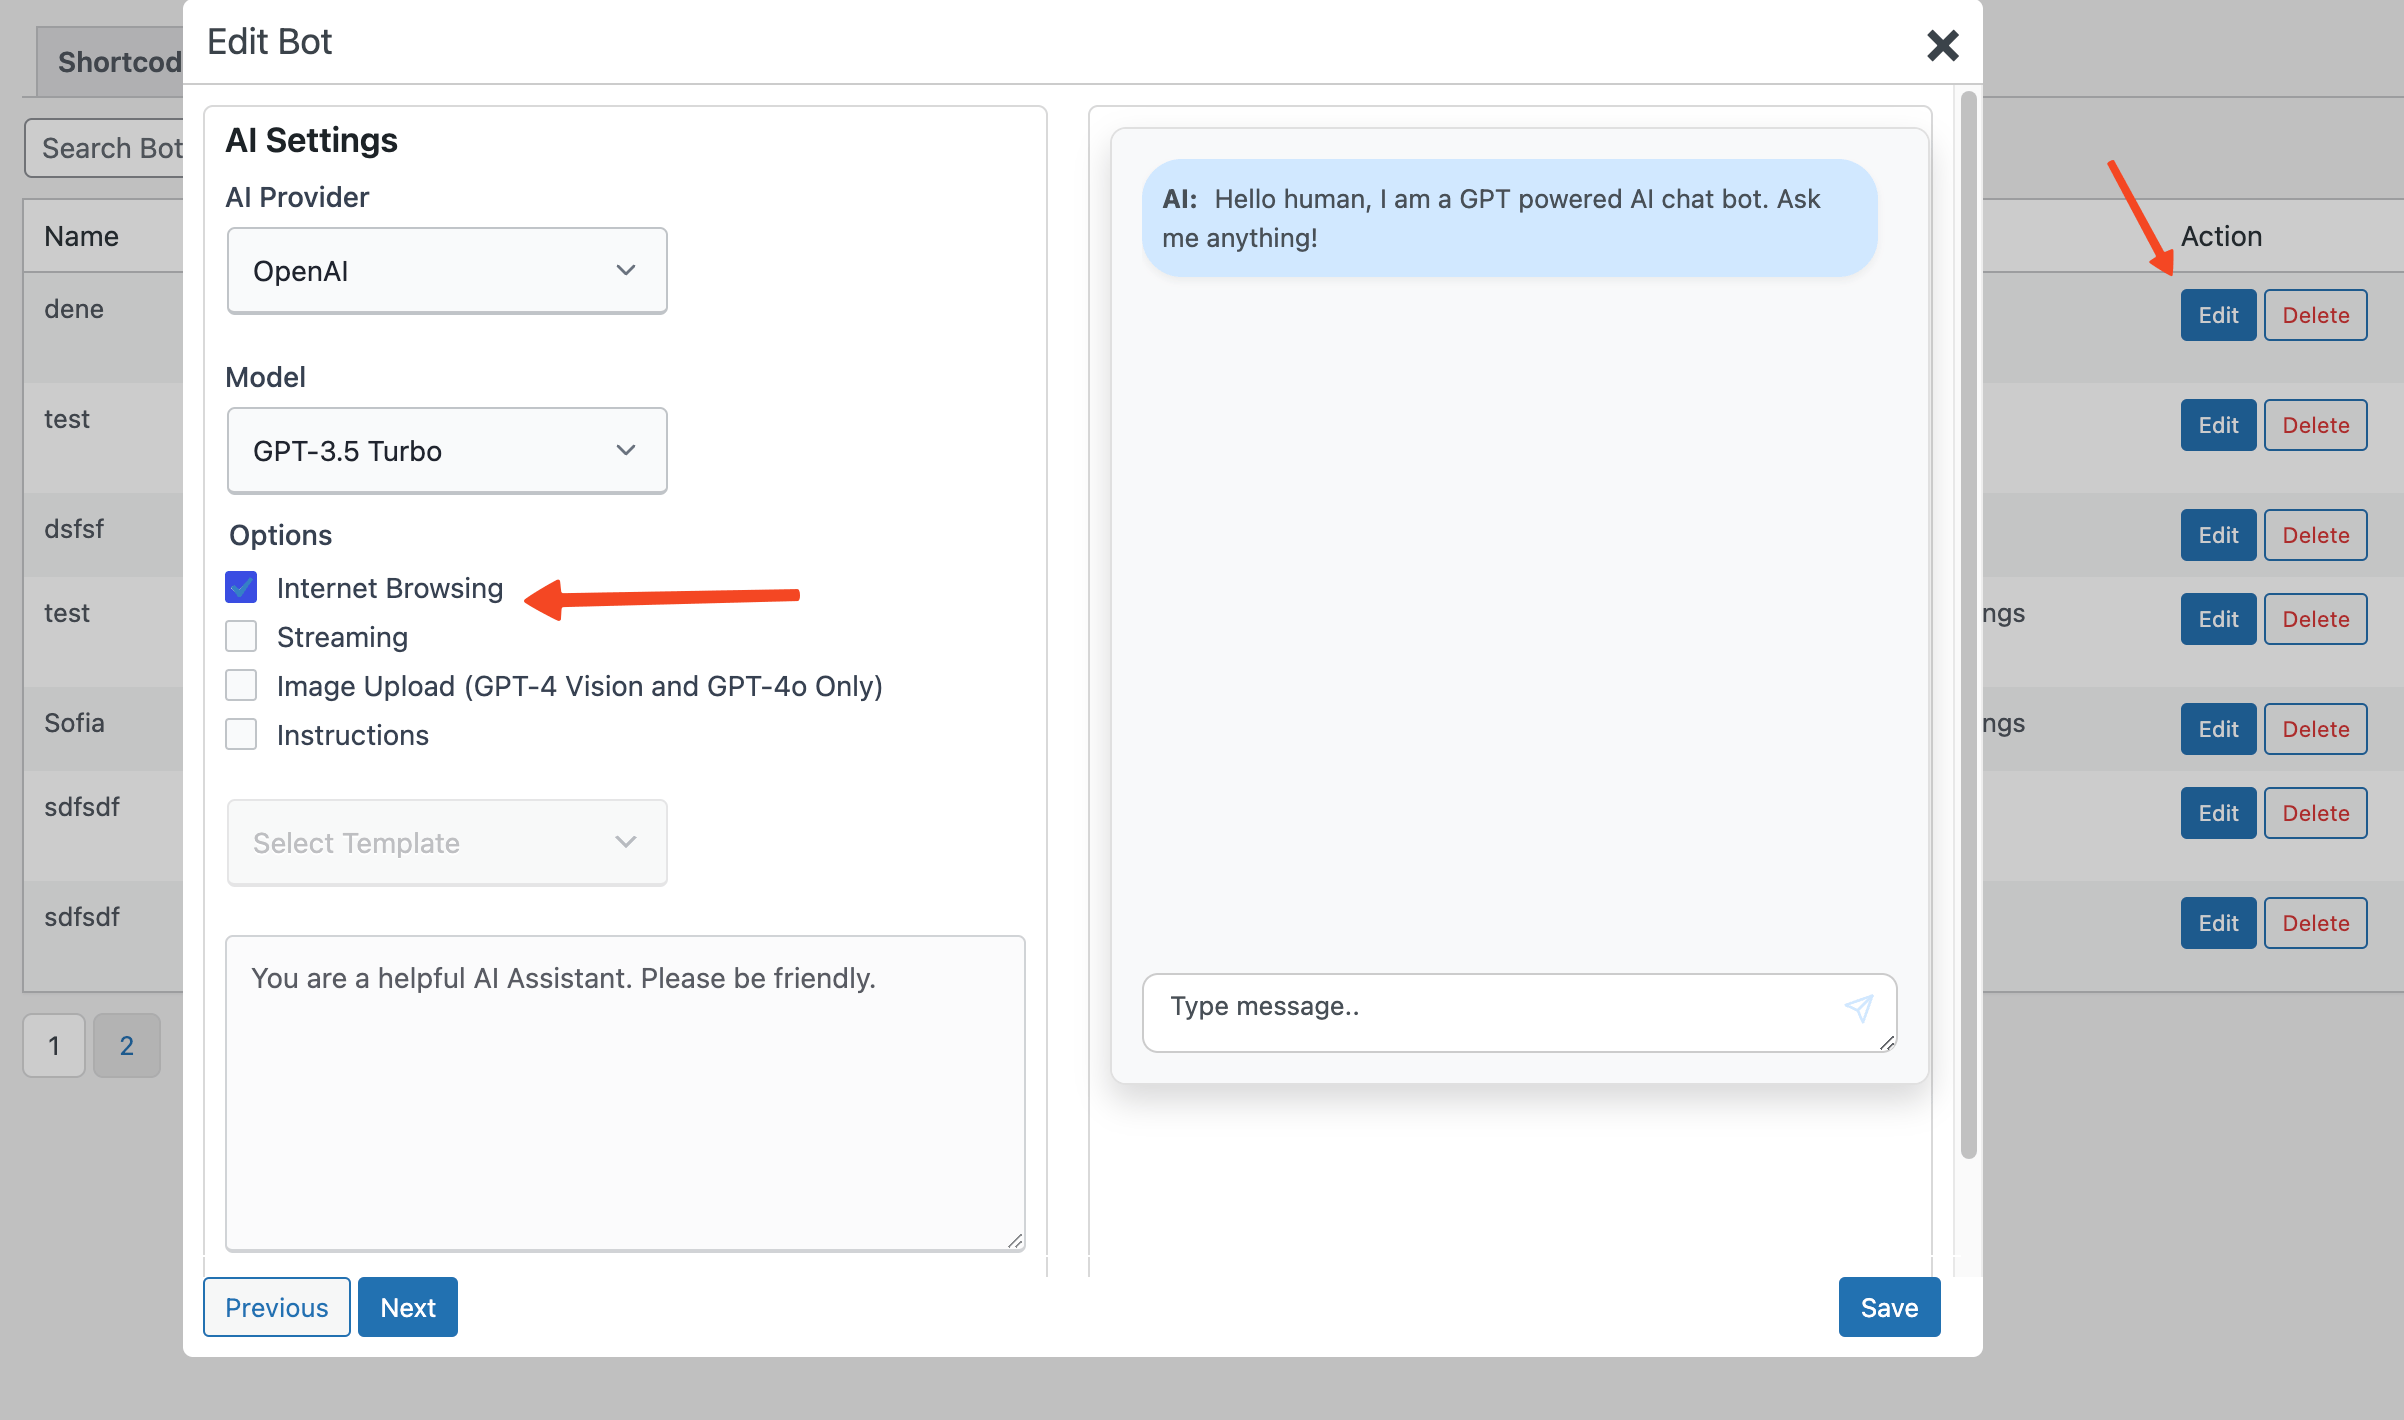 Edit Bot
Shortcod
Search Bot
Name
Action
dene
Edit Delete
test
Edit Delete
dsfsf
Edit Delete
test
ngs
Edit Delete
Sofia
ngs
Edit Delete
sdfsdf
Edit Delete
sdfsdf
Edit Delete
1 2
AI Settings
AI Provider
OpenAI
Model
GPT-3.5 Turbo
Options
Internet Browsing
Streaming
Image Upload (GPT-4 Vision and GPT-4o Only)
Instructions
Select Template
You are a helpful AI Assistant. Please be friendly.
AI: Hello human, I am a GPT powered AI chat bot. Ask
me anything!
Type message..
Previous Next
Save